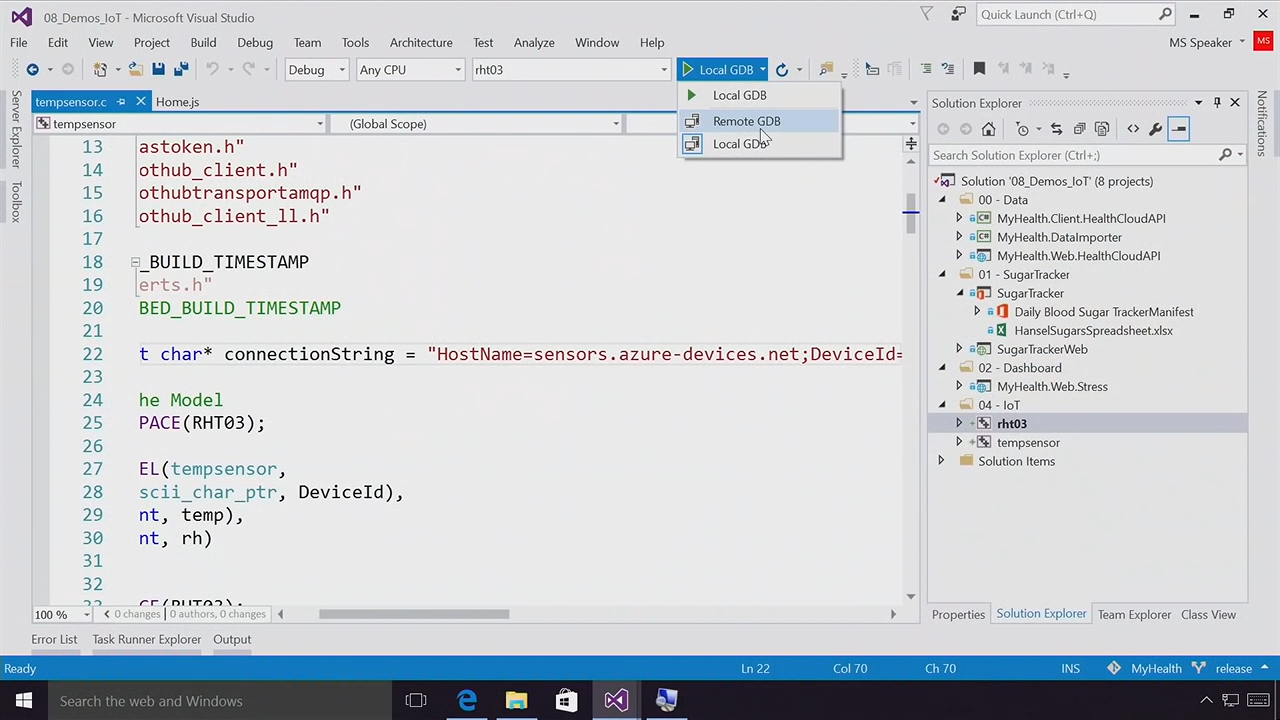 08_Demos_IoT - Microsoft Visual Studio
Quick Launch (Ctrl+Q)
File Edit View Project Build Debug Team Tools Architecture Test Analyze Window Help
MS Speaker
MS
Debug
Any CPU
rht03
Local GDB
Local GDB
Remote GDB
Local GDB
Server Explorer
Toolbox
Notifications
tempsensor.c
Home.js
tempsensor
(Global Scope)
13 astoken.h"
14 othub_client.h"
15 othubtransportamqp.h"
16 othub_client_ll.h"
17
18 _BUILD_TIMESTAMP
19 erts.h"
20 BED_BUILD_TIMESTAMP
21
22 t char* connectionString = "HostName=sensors.azure-devices.net;DeviceId=
23
24 he Model
25 PACE(RHT03);
26
27 EL(tempsensor,
28 scii_char_ptr, DeviceId),
29 nt, temp),
30 nt, rh)
31
32
33 CE(RHT03);
100 %
0 changes | 0 authors, 0 changes
Solution Explorer
Search Solution Explorer (Ctrl+;)
Solution '08_Demos_IoT' (8 projects)
00 - Data
MyHealth.Client.HealthCloudAPI
MyHealth.DataImporter
MyHealth.Web.HealthCloudAPI
01 - SugarTracker
SugarTracker
Daily Blood Sugar TrackerManifest
HanselSugarsSpreadsheet.xlsx
SugarTrackerWeb
02 - Dashboard
MyHealth.Web.Stress
04 - IoT
rht03
tempsensor
Solution Items
Properties Solution Explorer Team Explorer Class View
Error List Task Runner Explorer Output
Ready
Ln 22 Col 70 Ch 70 INS MyHealth release
Search the web and Windows